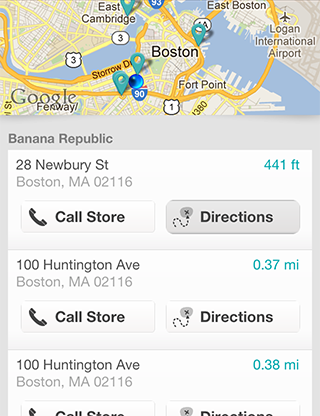 East
Cambridge
East Boston
93
1A
Logan
International
Airport
3
Boston
3
Storrow Dr
Fort Point
90
1
Google
Fenway/
Banana Republic
28 Newbury St
441 ft
Boston, MA 02116
Call Store
Directions
100 Huntington Ave
0.37 mi
Boston, MA 02116
Call Store
Directions
100 Huntington Ave
0.38 mi
Boston, MA 02116
Call Store
Directions